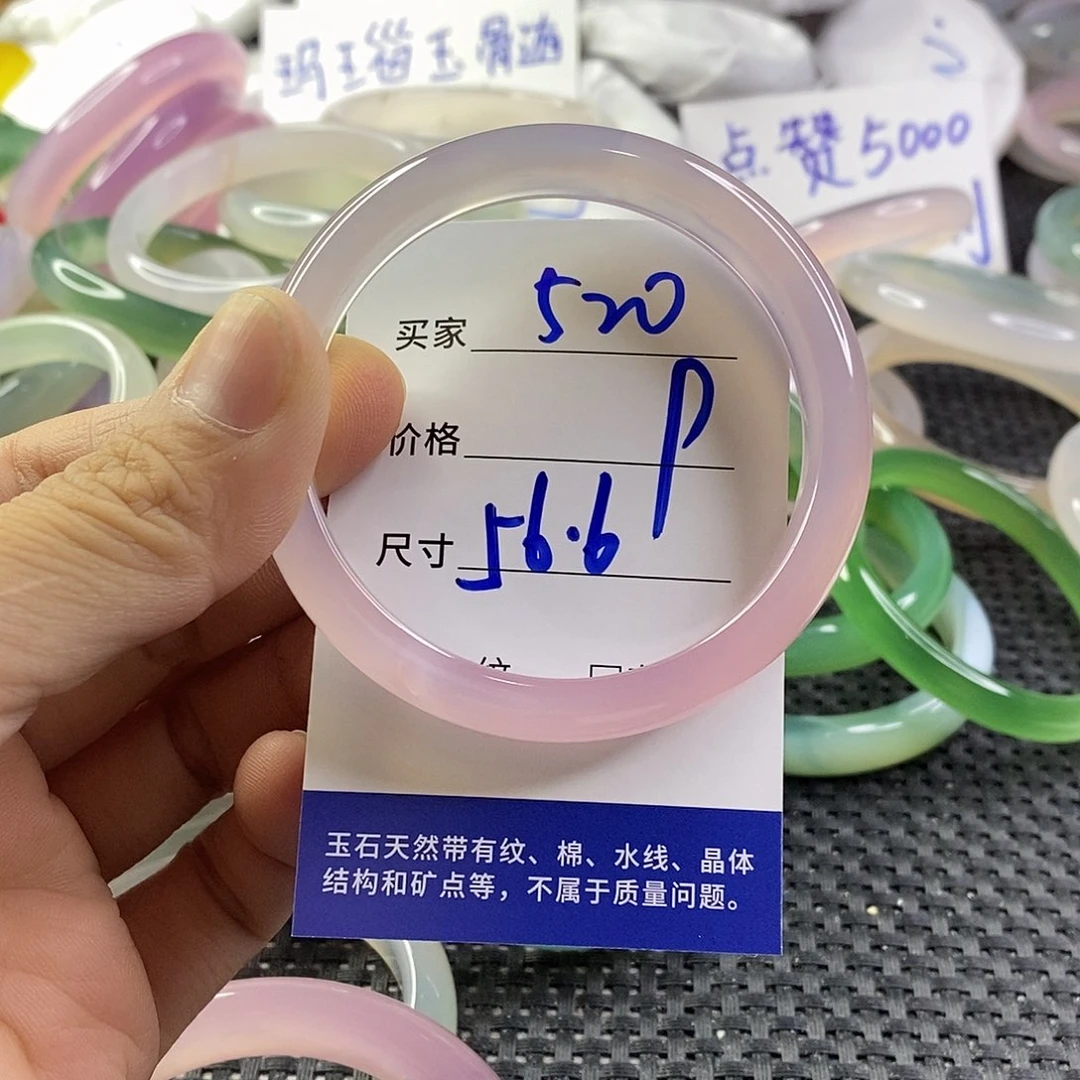 玛瑙玉髓
点赞5000
买家 520
价格 P
尺寸 56.6
纹
玉石天然带有纹、棉、水线、晶体
结构和矿点等，不属于质量问题。